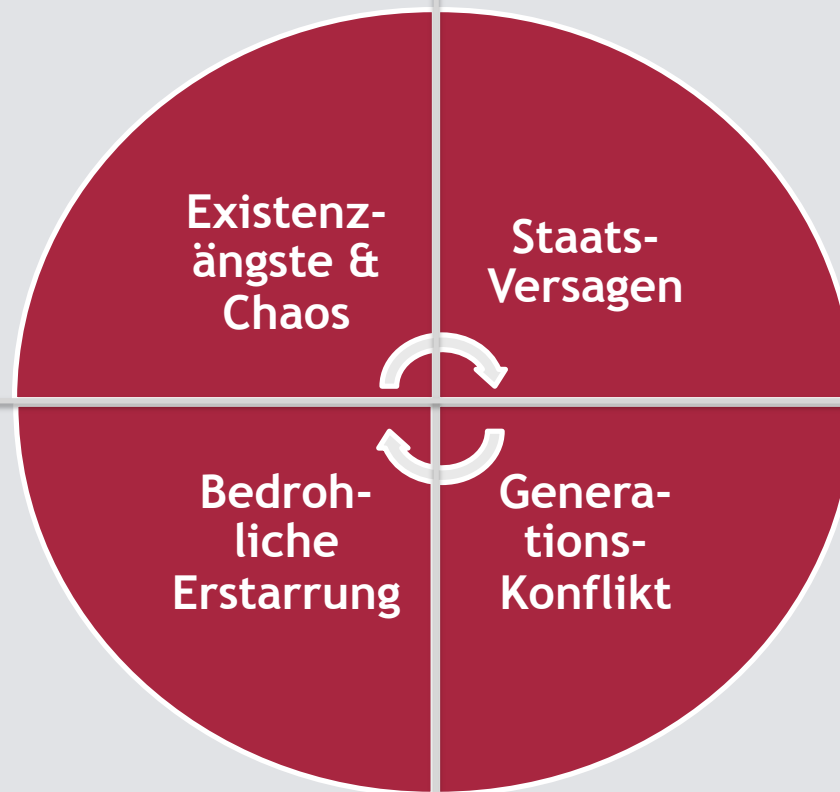 Existenz-
ängste &
Chaos
Staats-
Versagen
Bedroh-
liche
Erstarrung
Genera-
tions-
Konflikt